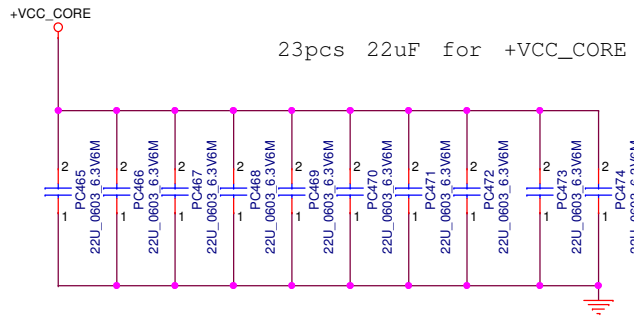 +VCC_CORE
23pcs 22uF for +VCC_CORE
2
1
PC465
22U_0603_6.3V6M
2
1
PC466
22U_0603_6.3V6M
2
1
PC467
22U_0603_6.3V6M
2
1
PC468
22U_0603_6.3V6M
2
1
PC469
22U_0603_6.3V6M
2
1
PC470
22U_0603_6.3V6M
2
1
PC471
22U_0603_6.3V6M
2
1
PC472
22U_0603_6.3V6M
2
1
PC473
22U_0603_6.3V6M
2
1
PC474